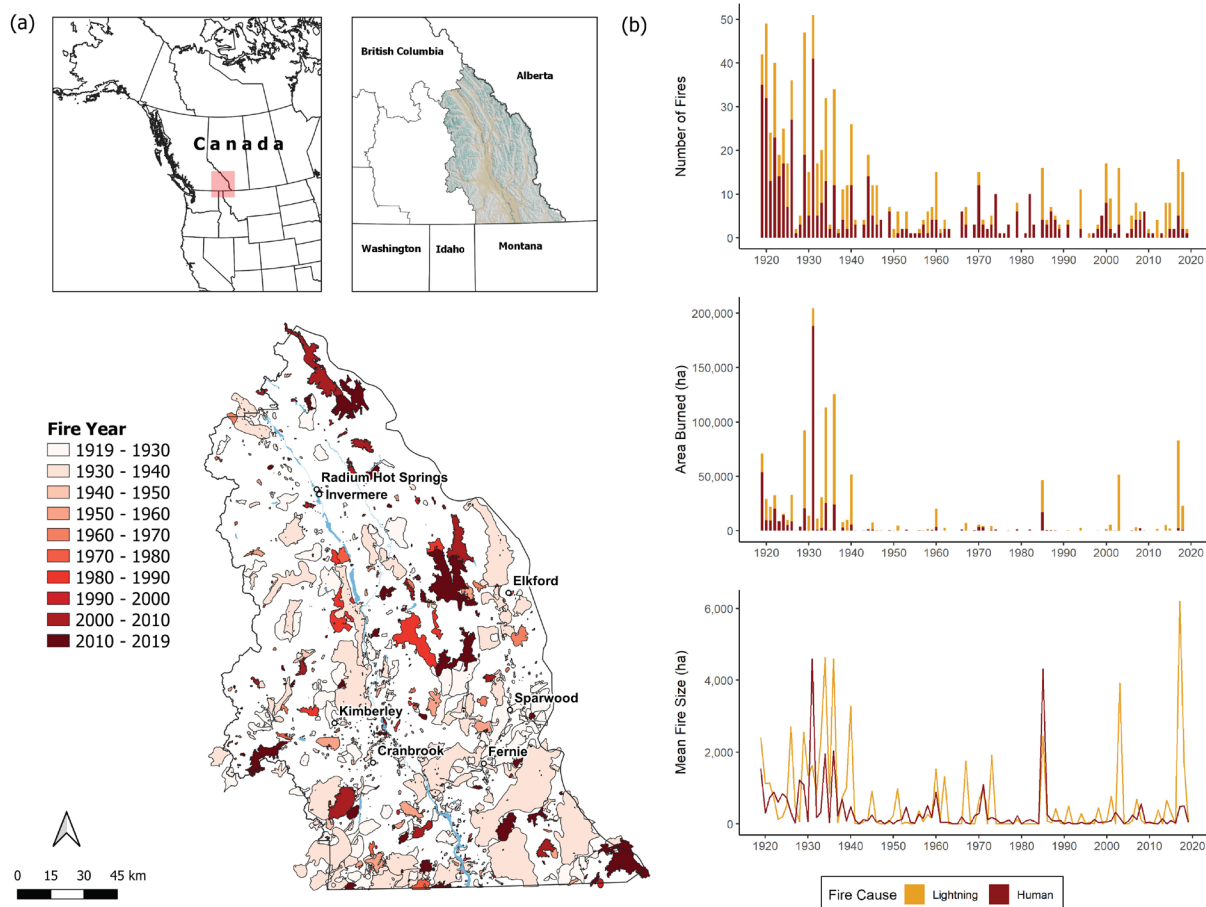 (a)
Canada
British Columbia
Alberta
Washington
Idaho
Montana
Fire Year
1919 - 1930
1930 - 1940
1940 - 1950
1950 - 1960
1960 - 1970
1970 - 1980
1980 - 1990
1990 - 2000
2000 - 2010
2010 - 2019
Radium Hot Springs
Invermere
Elkford
Sparwood
Kimberley
Cranbrook
Fernie
0 15 30 45 km
(b)
Number of Fires
50
40
30
20
10
0
1920 1930 1940 1950 1960 1970 1980 1990 2000 2010 2020
Area Burned (ha)
200,000
150,000
100,000
50,000
0
1920 1930 1940 1950 1960 1970 1980 1990 2000 2010 2020
Mean Fire Size (ha)
6,000
4,000
2,000
0
1920 1930 1940 1950 1960 1970 1980 1990 2000 2010 2020
Fire Cause Lightning Human